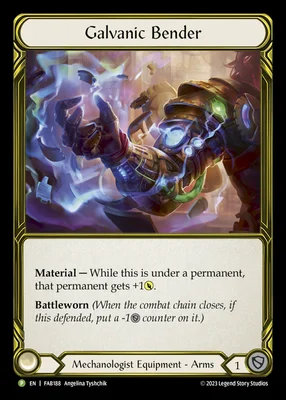 Galvanic Bender
Material — While this is under a permanent,
that permanent gets +1.
Battleworn (When the combat chain closes, if
this defended, put a -1 counter on it.)
Mechanologist Equipment - Arms
1
P EN | FAB188 Angelina Tyshchik
© 2023 Legend Story Studios